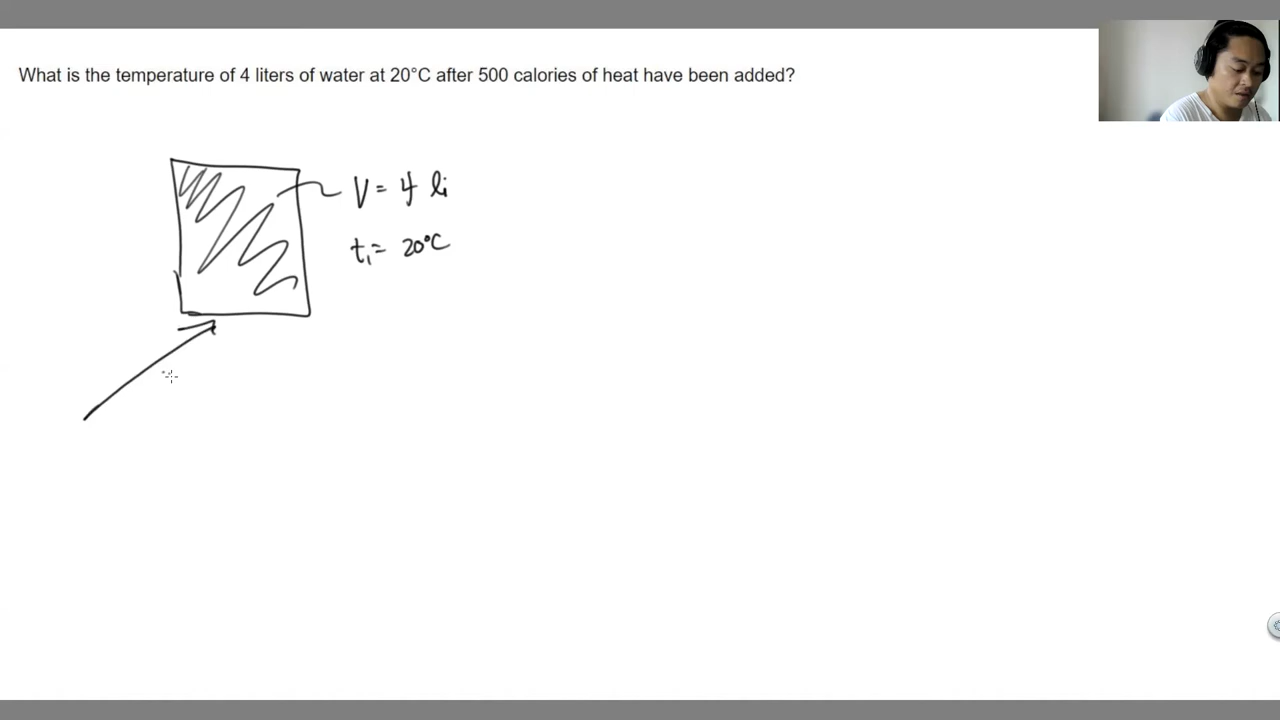 What is the temperature of 4 liters of water at 20°C after 500 calories of heat have been added?
V = 4 li
t₁ = 20°C